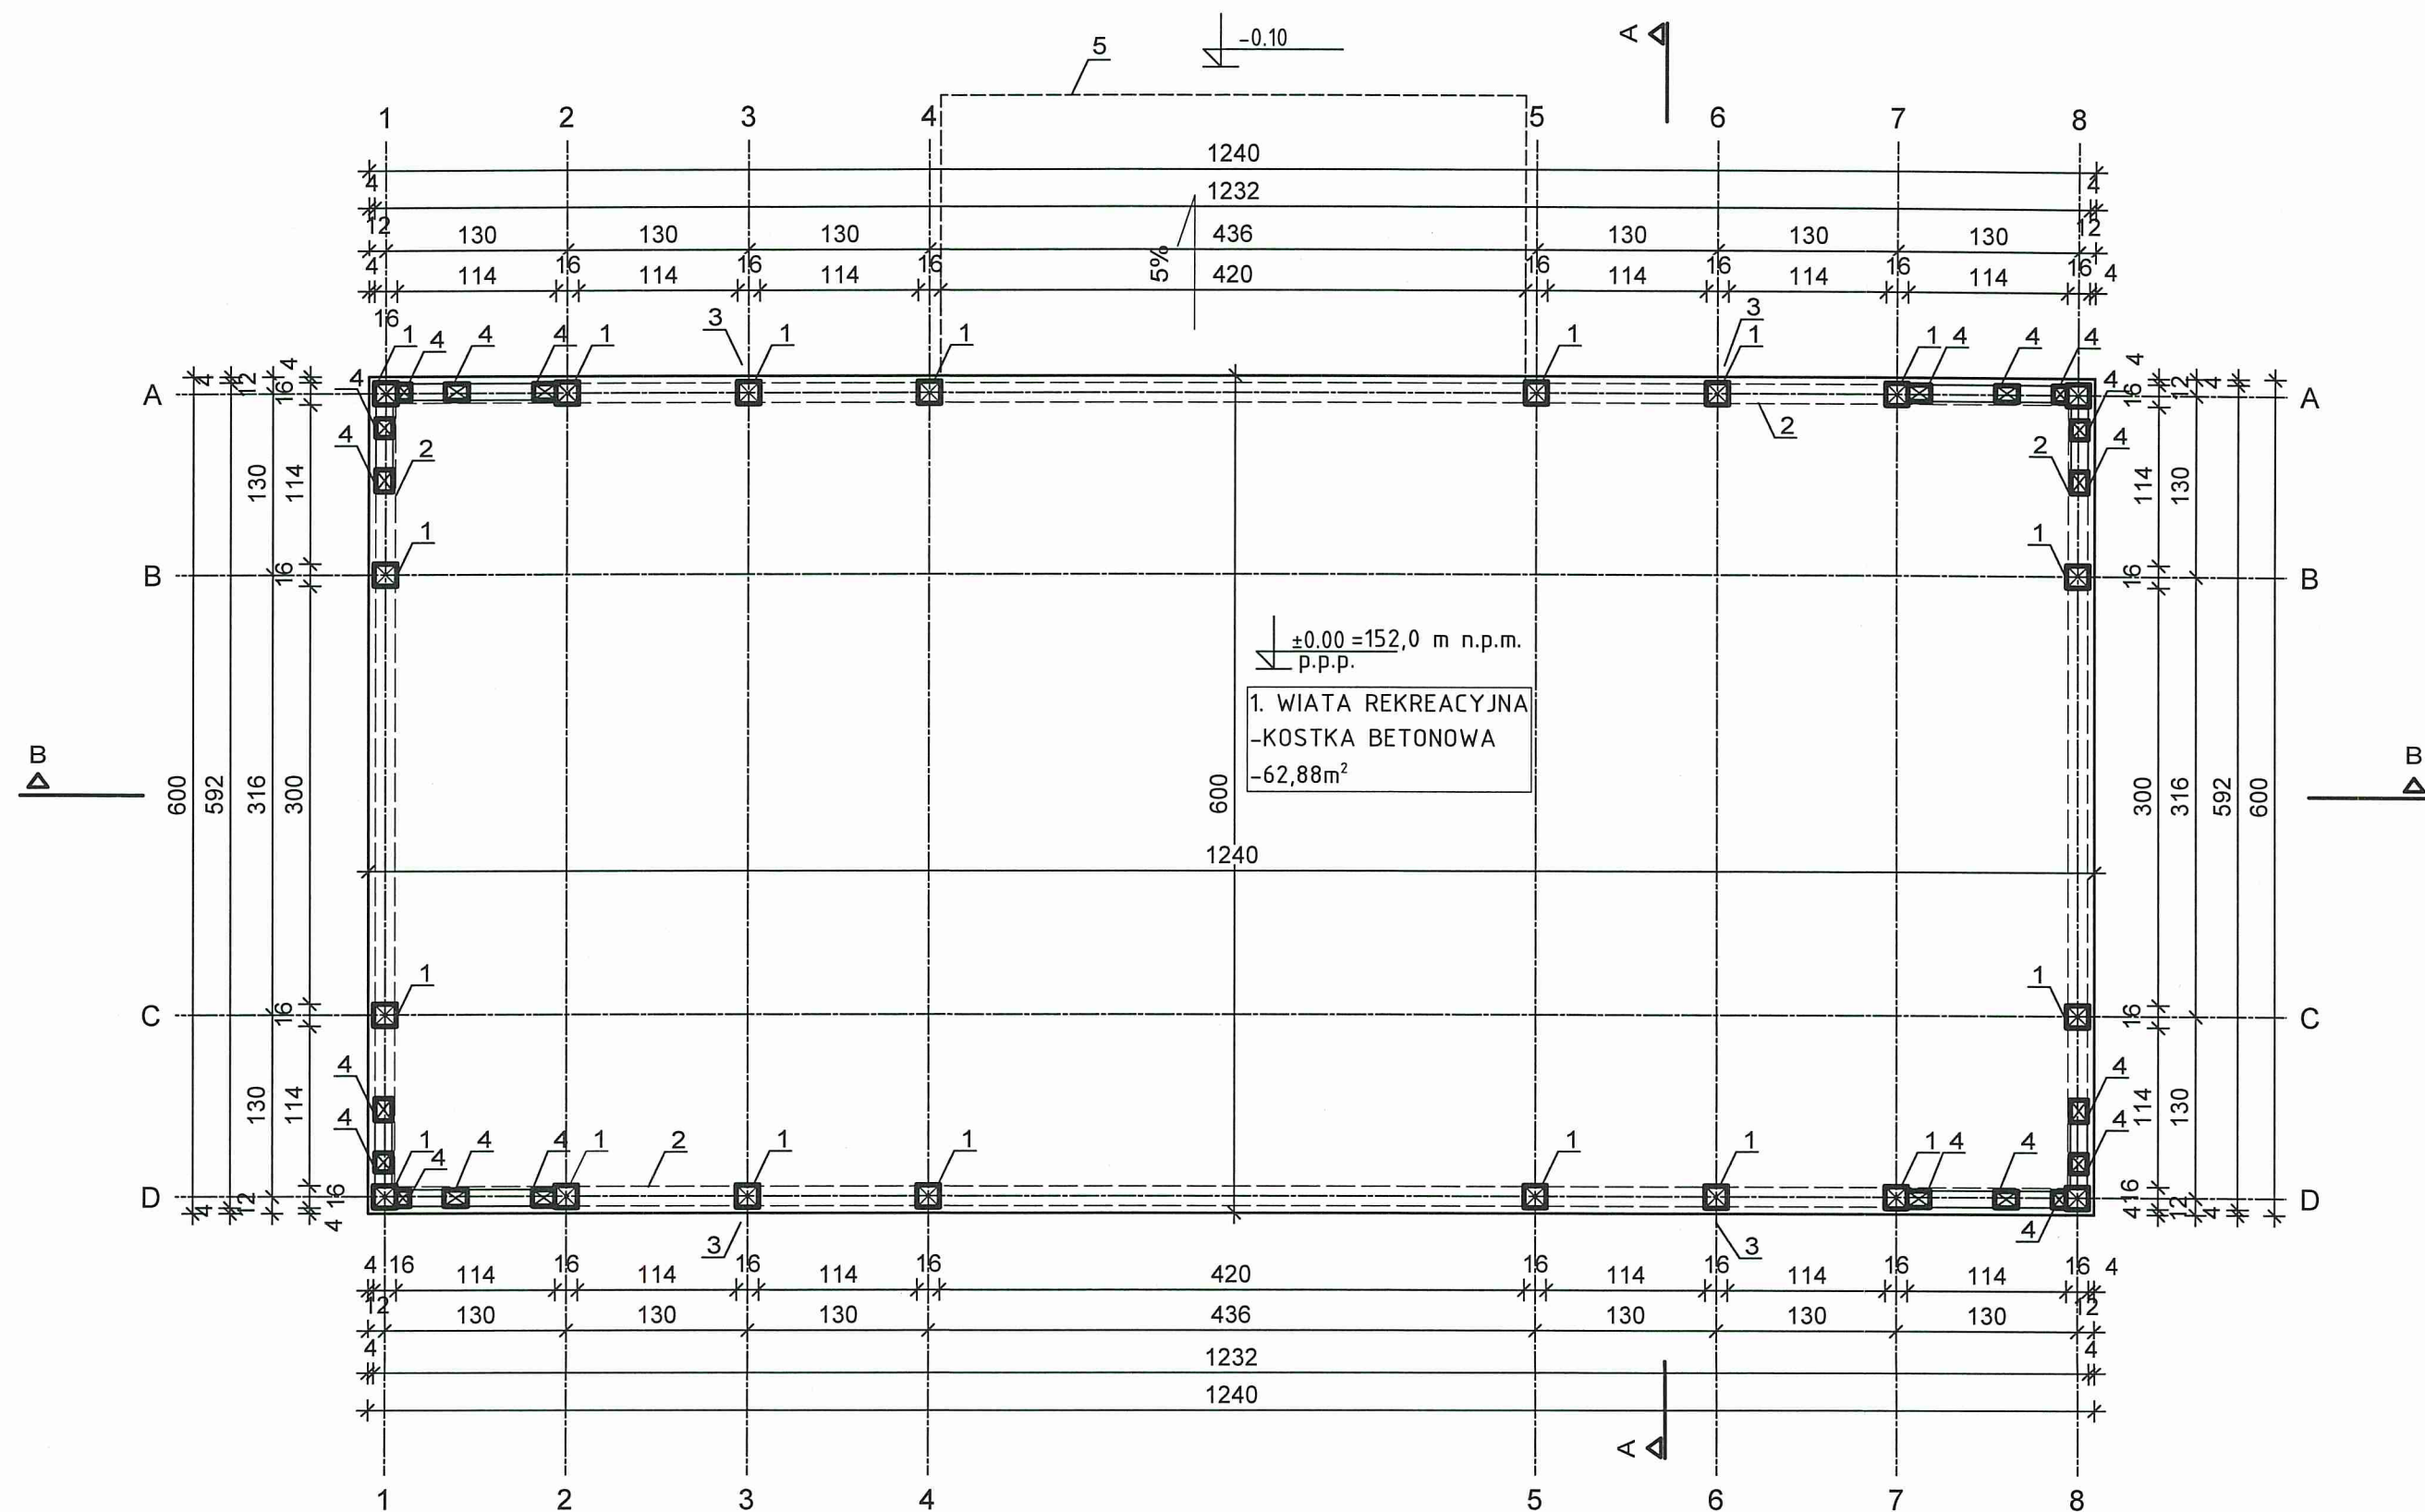 -0.10
A
5
1 2 3 4 5 6 7 8
1240
4 4
1232
12 130 130 130 436 130 130 130 12
5%
16 16 16 16 16 16 16
4 114 114 114 420 114 114 114 4
16
1 4 4 4 1 3 1 1 1 3 1 1 4 4 4
A 4 12 4 16 4 4 4 16 12 4 A
4 2 2 2 4
130 114 114 130
1 1
B 16 16 B
±0.00 =152,0 m n.p.m.
p.p.p.
1. WIATA REKREACYJNA
-KOSTKA BETONOWA
-62,88m²
B B
600 592 316 300 600 300 316 592 600
1240
1 1
C 16 16 C
4 4
130 114 114 130
4 1 4 4 4 1 2 1 1 1 1 1 4 4 4
D 4 12 16 4 16 4 12 4 D
3 3 4
4 16 16 16 16 16 16 16 16 4
114 114 114 420 114 114 114
12 130 130 130 436 130 130 130 12
4 1232 4
1240
A
1 2 3 4 5 6 7 8